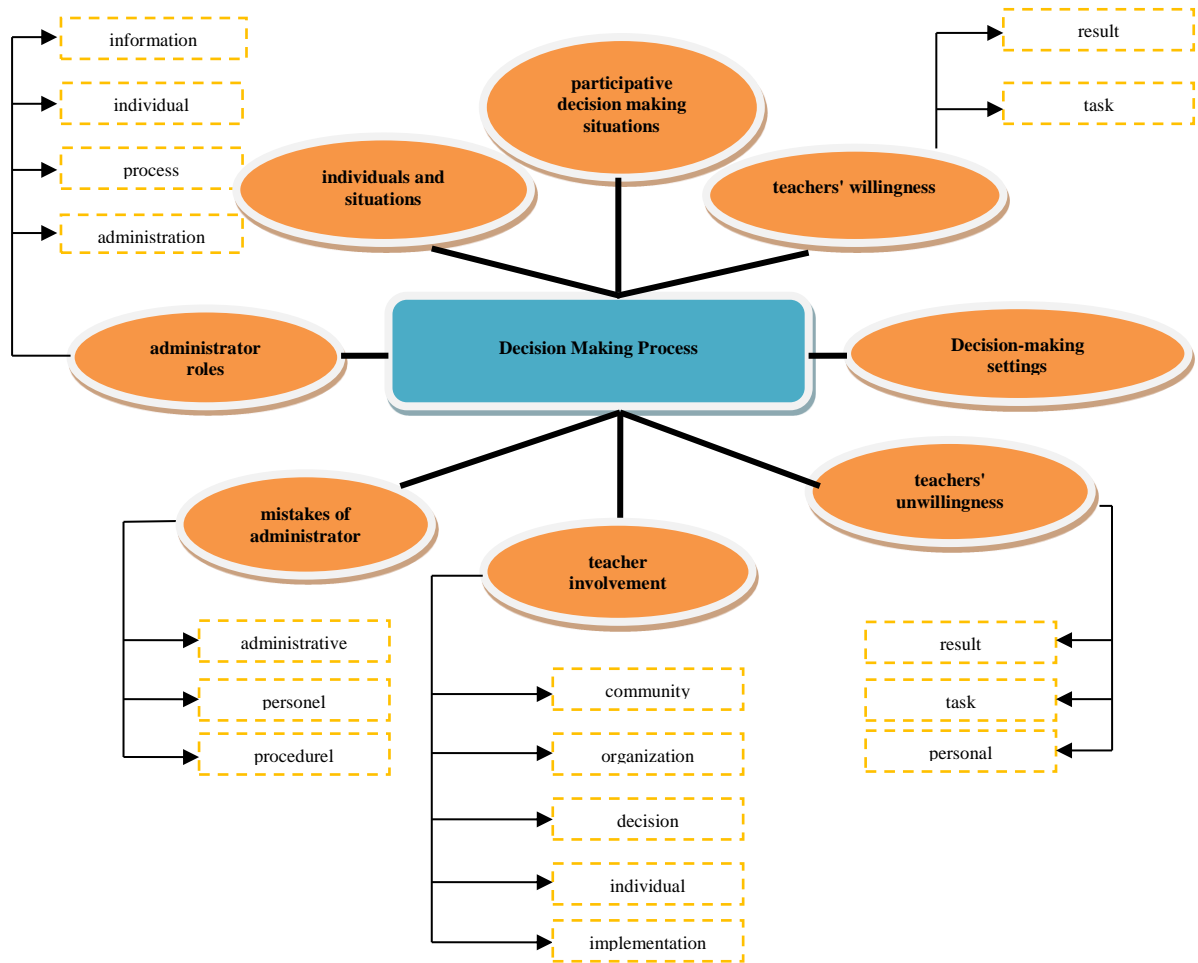 information
individual
process
administration
participative
decision making
situations
result
task
individuals and
situations
teachers' willingness
administrator
roles
Decision Making Process
Decision-making
settings
mistakes of
administrator
teacher
involvement
teachers'
unwillingness
administrative
personel
procedurel
community
organization
decision
individual
implementation
result
task
personal